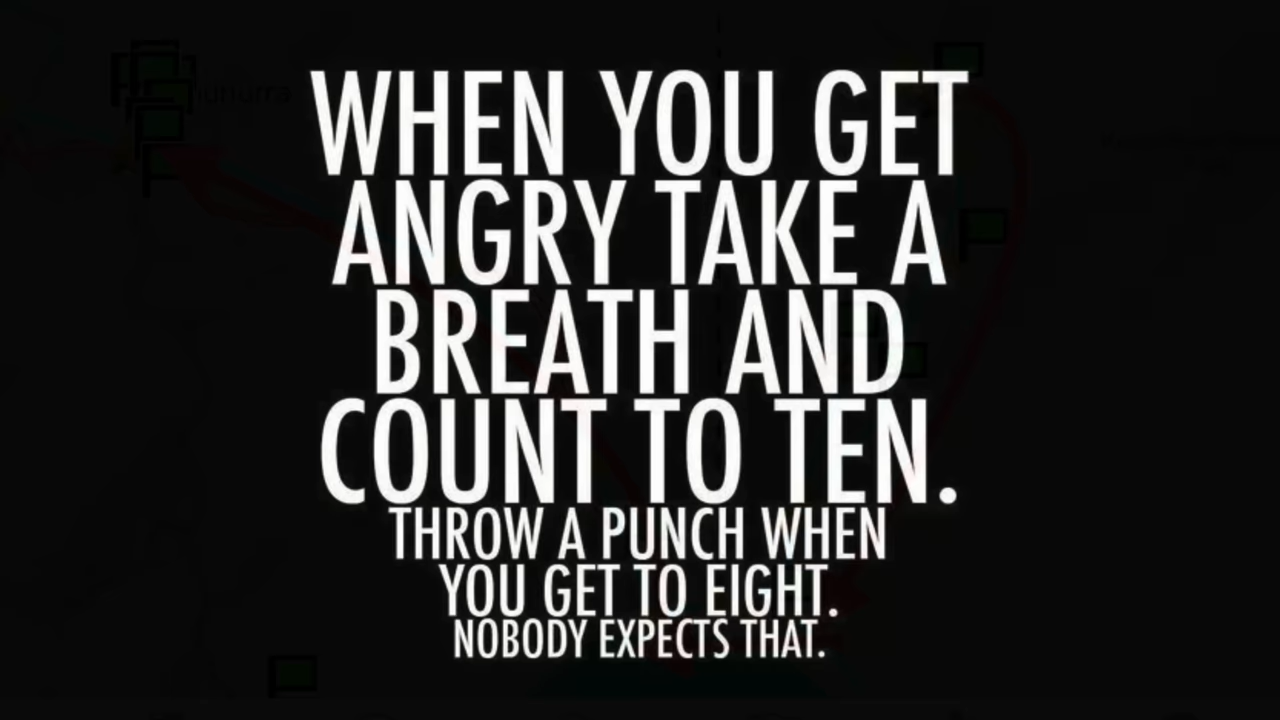 WHEN YOU GET
ANGRY TAKE A
BREATH AND
COUNT TO TEN.
THROW A PUNCH WHEN
YOU GET TO EIGHT.
NOBODY EXPECTS THAT.